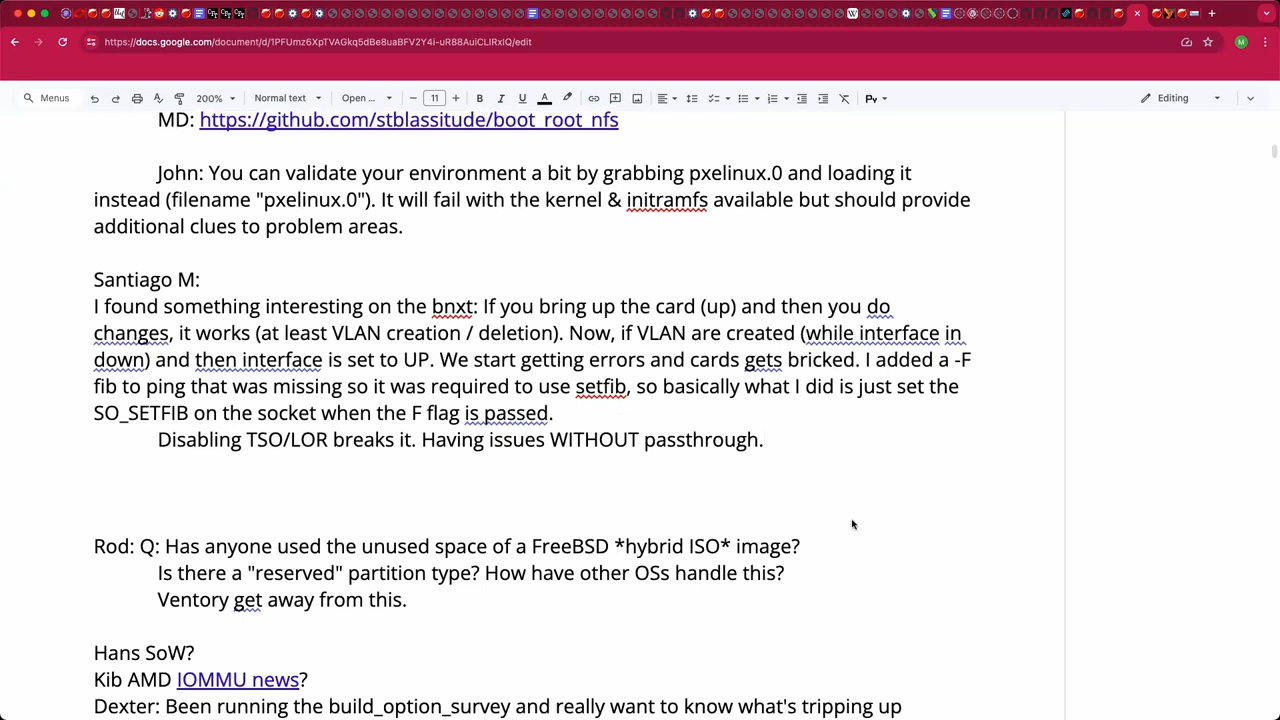 https://docs.google.com/document/d/1PFUmz6XpTVAGkq5dBe8uaBFV2Y4i-uR88AuiCLIRxIQ/edit
M
Menus 200% Normal text Open ... 11 B I U A Editing
MD: https://github.com/stblassitude/boot_root_nfs
John: You can validate your environment a bit by grabbing pxelinux.0 and loading it
instead (filename "pxelinux.0"). It will fail with the kernel & initramfs available but should provide
additional clues to problem areas.
Santiago M:
I found something interesting on the bnxt: If you bring up the card (up) and then you do
changes, it works (at least VLAN creation / deletion). Now, if VLAN are created (while interface in
down) and then interface is set to UP. We start getting errors and cards gets bricked. I added a -F
fib to ping that was missing so it was required to use setfib, so basically what I did is just set the
SO_SETFIB on the socket when the F flag is passed.
Disabling TSO/LOR breaks it. Having issues WITHOUT passthrough.
Rod: Q: Has anyone used the unused space of a FreeBSD *hybrid ISO* image?
Is there a "reserved" partition type? How have other OSs handle this?
Ventory get away from this.
Hans SoW?
Kib AMD IOMMU news?
Dexter: Been running the build_option_survey and really want to know what's tripping up